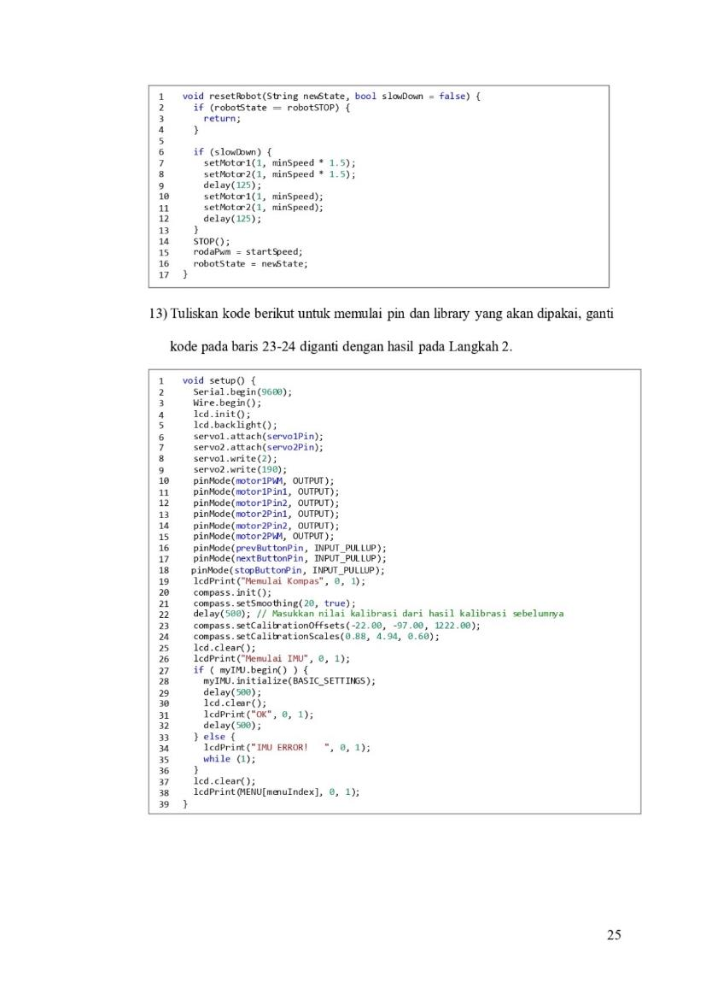 1 void resetRobot(String newState, bool slowDown = false) {
2 if (robotState == robotSTOP) {
3 return;
4 }
5
6 if (slowDown) {
7 setMotor1(1, minSpeed * 1.5);
8 setMotor2(1, minSpeed * 1.5);
9 delay(125);
10 setMotor1(1, minSpeed);
11 setMotor2(1, minSpeed);
12 delay(125);
13 }
14 STOP();
15 rodaPwm = startSpeed;
16 robotState = newState;
17 }
13) Tuliskan kode berikut untuk memulai pin dan library yang akan dipakai, ganti
kode pada baris 23-24 diganti dengan hasil pada Langkah 2.
1 void setup() {
2 Serial.begin(9600);
3 Wire.begin();
4 lcd.init();
5 lcd.backlight();
6 servo1.attach(servo1Pin);
7 servo2.attach(servo2Pin);
8 servo1.write(2);
9 servo2.write(190);
10 pinMode(motor1PWM, OUTPUT);
11 pinMode(motor1Pin1, OUTPUT);
12 pinMode(motor1Pin2, OUTPUT);
13 pinMode(motor2Pin1, OUTPUT);
14 pinMode(motor2Pin2, OUTPUT);
15 pinMode(motor2PWM, OUTPUT);
16 pinMode(prevButtonPin, INPUT_PULLUP);
17 pinMode(nextButtonPin, INPUT_PULLUP);
18 pinMode(stopButtonPin, INPUT_PULLUP);
19 lcdPrint("Memulai Kompas", 0, 1);
20 compass.init();
21 compass.setSmoothing(20, true);
22 delay(500); // Masukkan nilai kalibrasi dari hasil kalibrasi sebelumnya
23 compass.setCalibrationOffsets(-22.00, -97.00, 1222.00);
24 compass.setCalibrationScales(0.88, 4.94, 0.60);
25 lcd.clear();
26 lcdPrint("Memulai IMU", 0, 1);
27 if ( myIMU.begin() ) {
28 myIMU.initialize(BASIC_SETTINGS);
29 delay(500);
30 lcd.clear();
31 lcdPrint("OK", 0, 1);
32 delay(500);
33 } else {
34 lcdPrint("IMU ERROR!   ", 0, 1);
35 while (1);
36 }
37 lcd.clear();
38 lcdPrint(MENU[menuIndex], 0, 1);
39 }
25